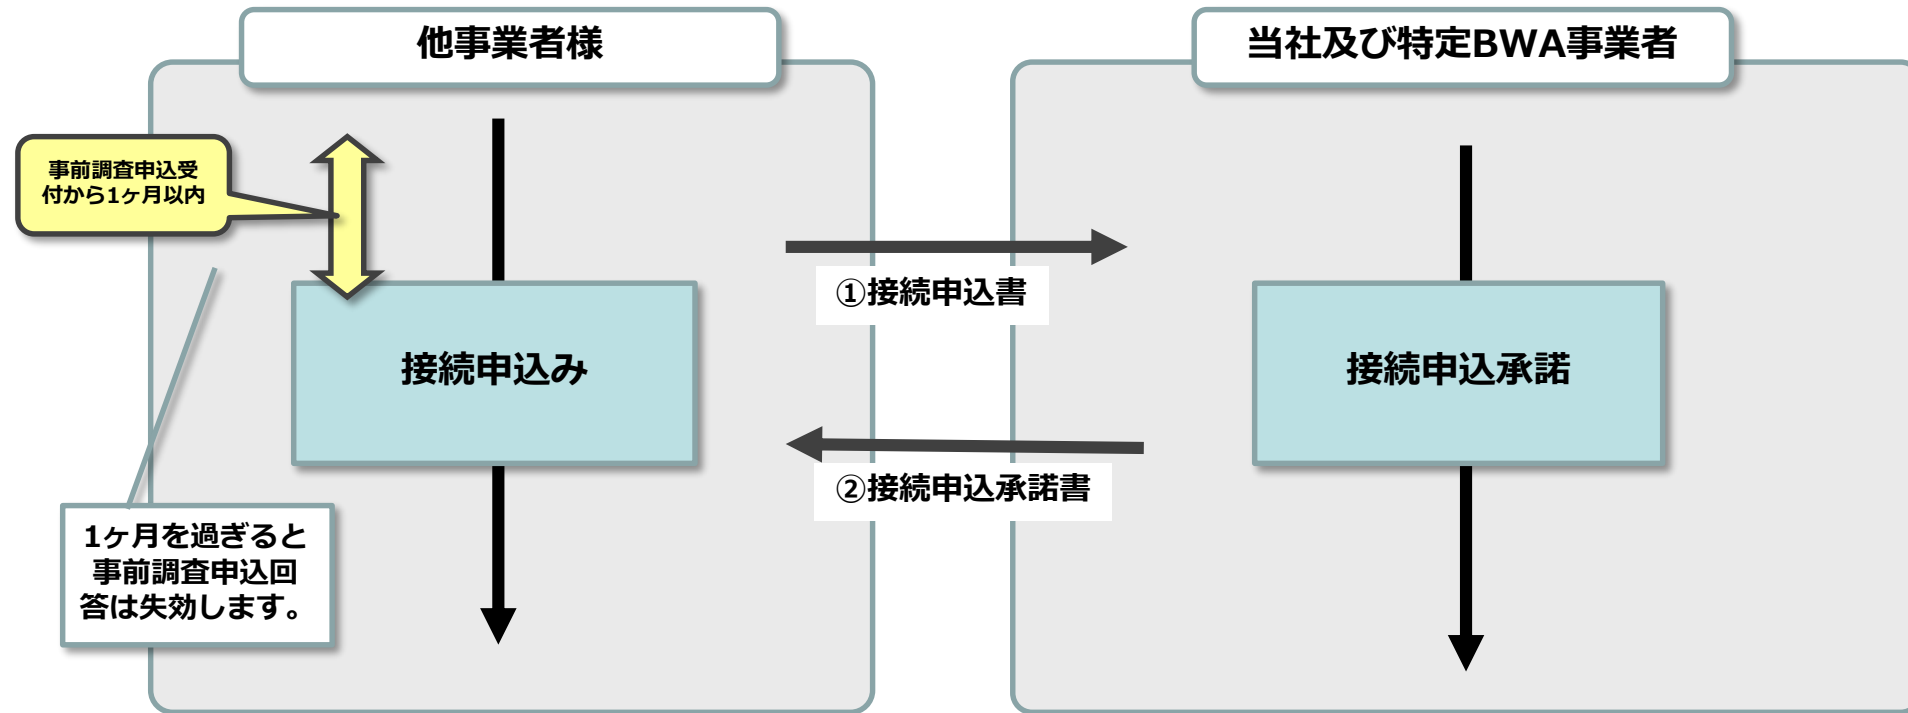 他事業者様
当社及び特定BWA事業者
事前調査申込受
付から1ヶ月以内
①接続申込書
接続申込み
接続申込承諾
②接続申込承諾書
1ヶ月を過ぎると
事前調査申込回
答は失効します。